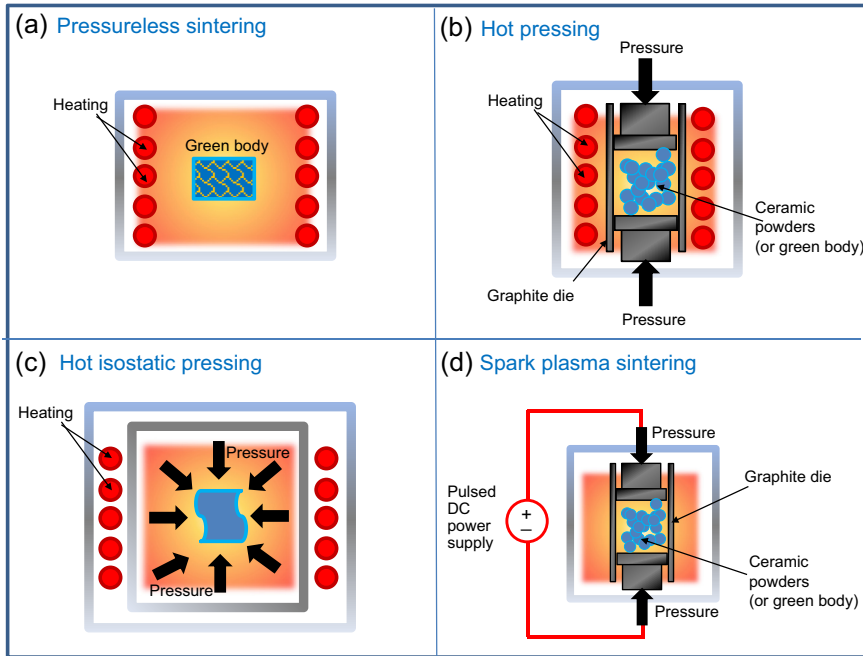 (a) Pressureless sintering
Heating
Green body
(b) Hot pressing
Pressure
Heating
Ceramic
powders
(or green body)
Graphite die
Pressure
(c) Hot isostatic pressing
Heating
Pressure
Pressure
(d) Spark plasma sintering
Pressure
Graphite die
Pulsed
DC
power
supply
+
–
Ceramic
powders
(or green body)
Pressure